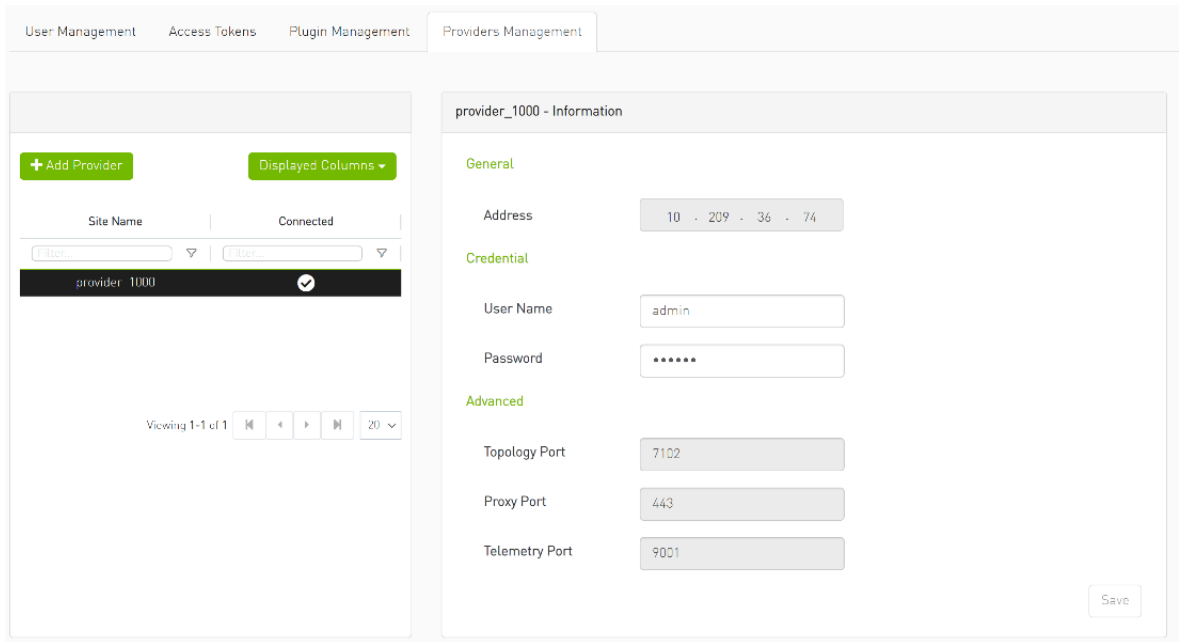 User Management Access Tokens Plugin Management Providers Management
provider_1000 - Information
Add Provider Displayed Columns
General
Site Name Connected
Address 10 . 209 . 36 . 74
Filter... Filter...
Credential
provider_1000
User Name admin
Password ••••••
Advanced
Viewing 1-1 of 1 20
Topology Port 7102
Proxy Port 443
Telemetry Port 9001
Save